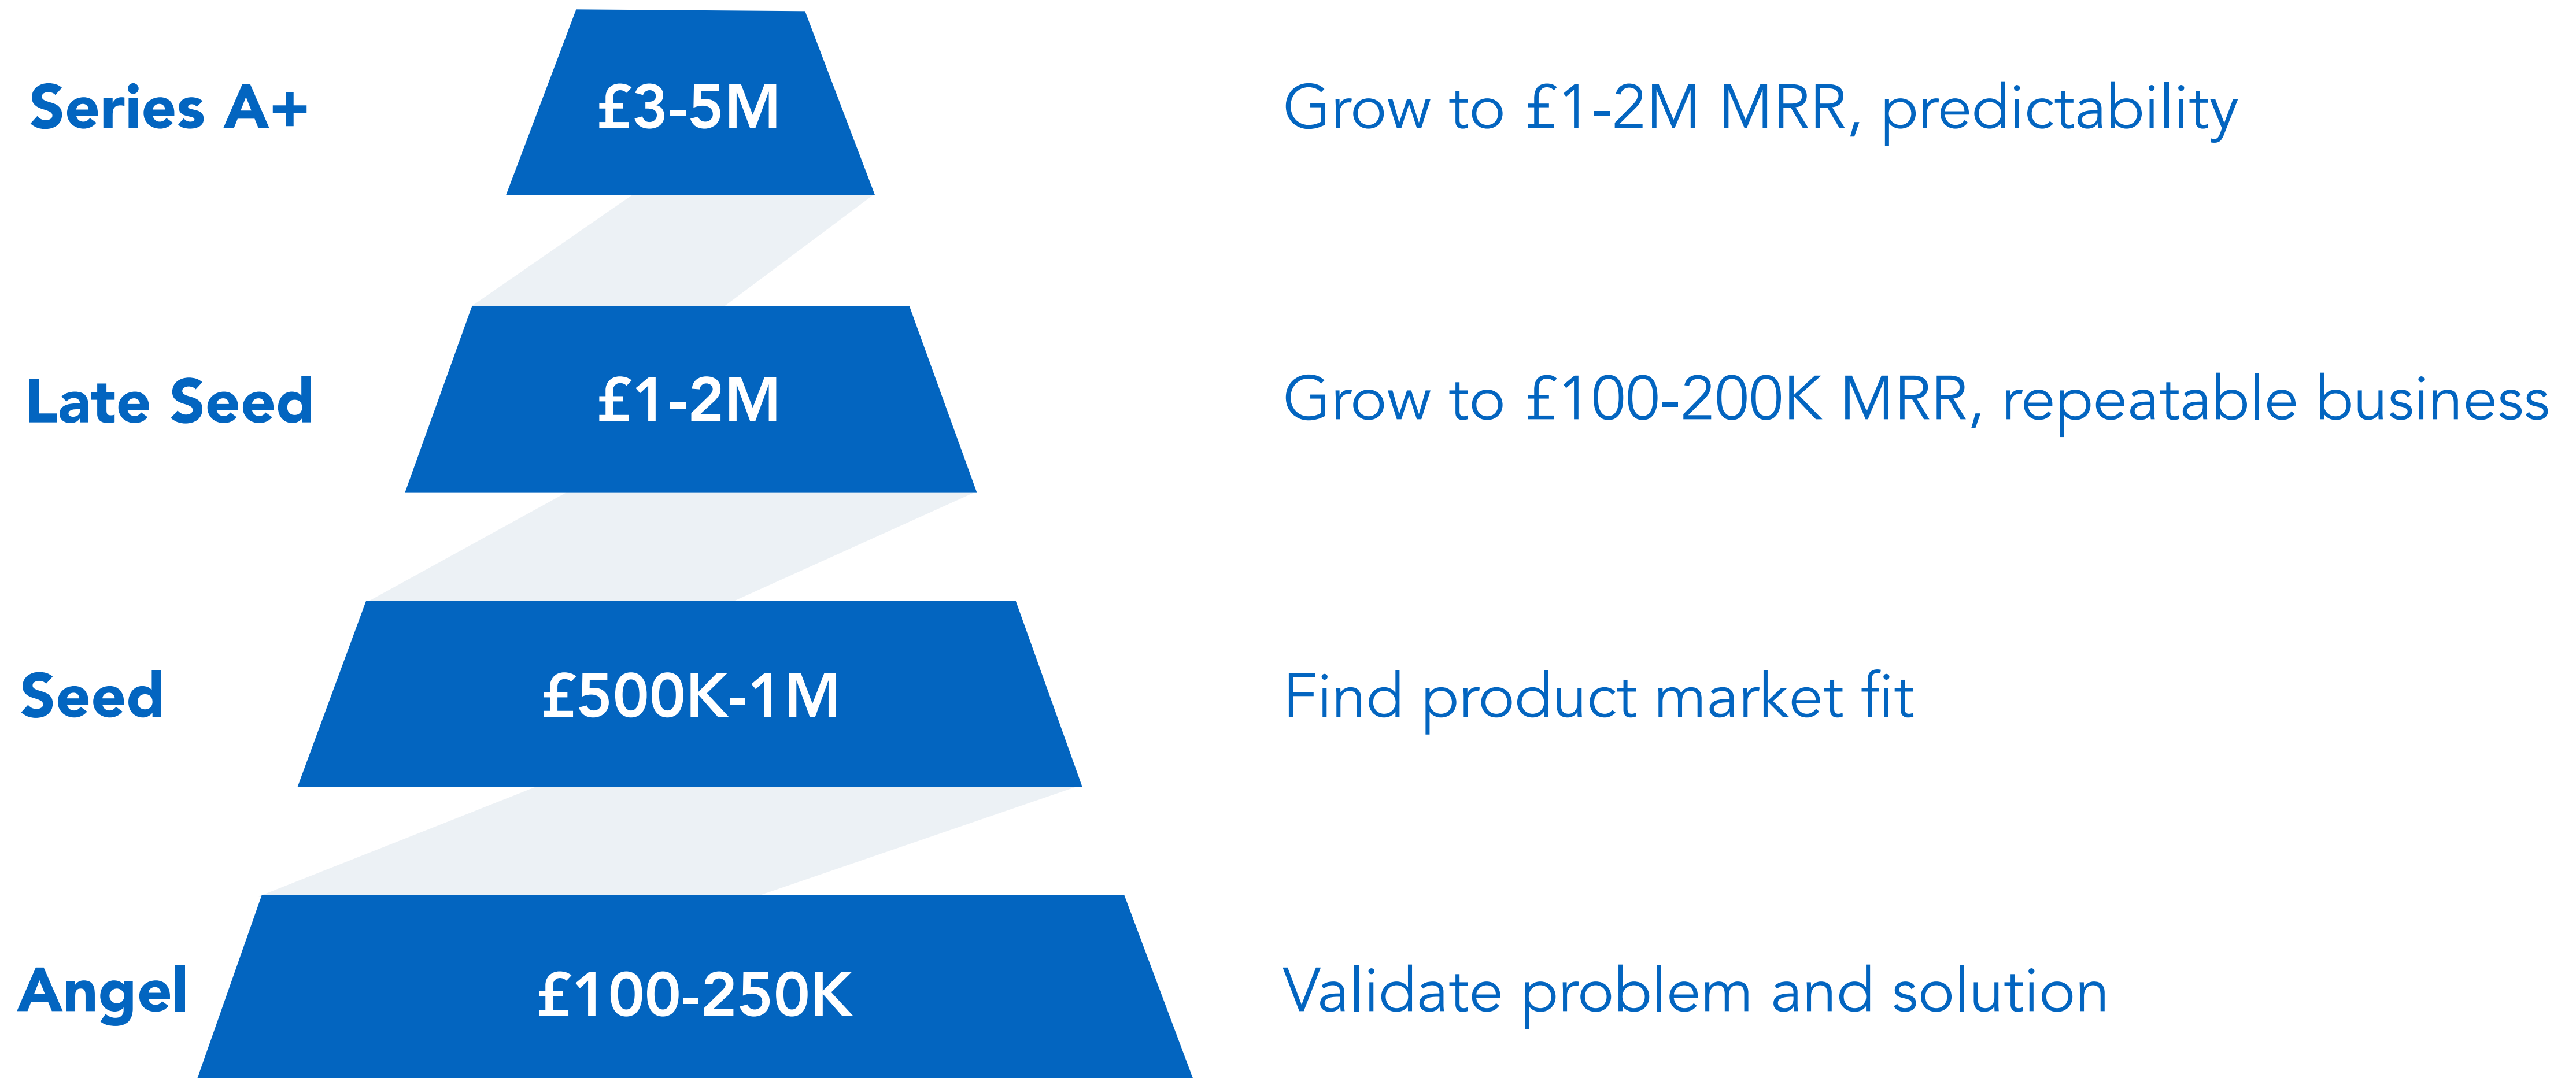 Series A+ £3-5M Grow to £1-2M MRR, predictability
Late Seed £1-2M Grow to £100-200K MRR, repeatable business
Seed £500K-1M Find product market fit
Angel £100-250K Validate problem and solution